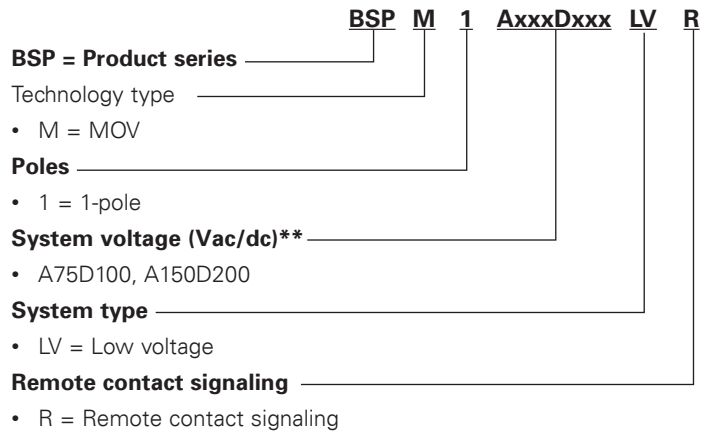 BSP M 1 AxxxDxxx LV R
BSP = Product series
Technology type
• M = MOV
Poles
• 1 = 1-pole
System voltage (Vac/dc)**
• A75D100, A150D200
System type
• LV = Low voltage
Remote contact signaling
• R = Remote contact signaling